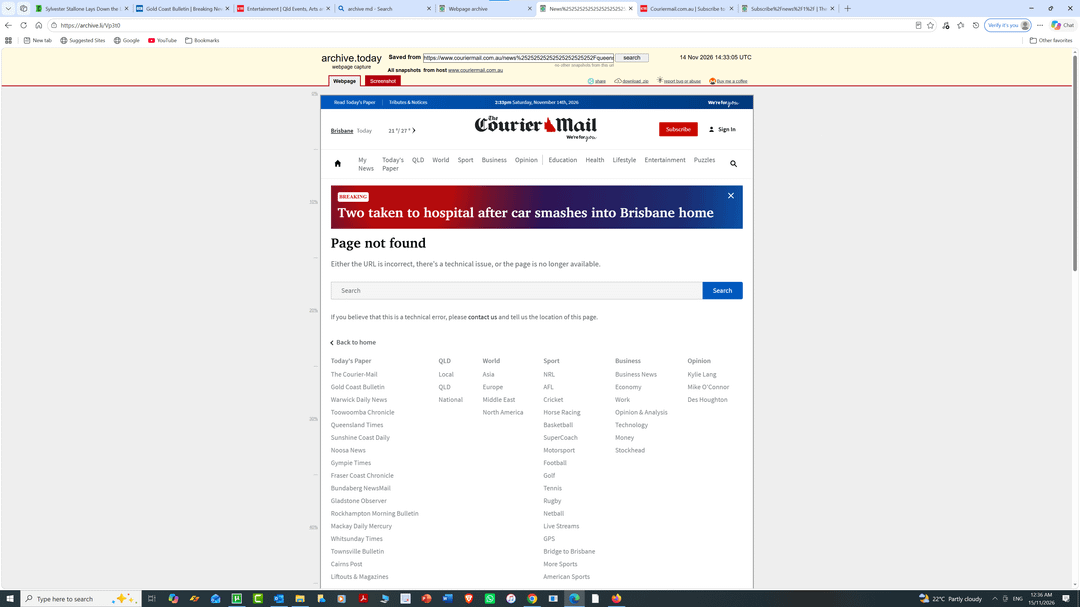 Sylvester Stallone Lays Down the L
Gold Coast Bulletin | Breaking Ne
Entertainment | Qld Events, Arts a
archive md - Search
Webpage archive
News%252525252525252525252
Couriermail.com.au | Subscribe to
Subscribe%2fnews%2f1%2f | Th
https://archive.li/Vp3t0
Verify it's you
Chat
New tab
Suggested Sites
Google
YouTube
Bookmarks
Other favorites
archive.today
webpage capture
Saved from
search
14 Nov 2026 14:33:05 UTC
no other snapshots from this url
All snapshots from host www.couriermail.com.au
Webpage
Screenshot
share
download .zip
report bug or abuse
Buy me a coffee
0%
Read Today's Paper
Tributes & Notices
2:33pm Saturday, November 14th, 2026
We're for you
Brisbane Today
21° / 27°
The Courier Mail
We're for you
Subscribe
Sign In
My News
Today's Paper
QLD
World
Sport
Business
Opinion
Education
Health
Lifestyle
Entertainment
Puzzles
BREAKING
Two taken to hospital after car smashes into Brisbane home
Page not found
Either the URL is incorrect, there's a technical issue, or the page is no longer available.
Search
Search
If you believe that this is a technical error, please contact us and tell us the location of this page.
Back to home
Today's Paper
The Courier-Mail
Gold Coast Bulletin
Warwick Daily News
Toowoomba Chronicle
Queensland Times
Sunshine Coast Daily
Noosa News
Gympie Times
Fraser Coast Chronicle
Bundaberg NewsMail
Gladstone Observer
Rockhampton Morning Bulletin
Mackay Daily Mercury
Whitsunday Times
Townsville Bulletin
Cairns Post
Liftouts & Magazines
QLD
Local
QLD
National
World
Asia
Europe
Middle East
North America
Sport
NRL
AFL
Cricket
Horse Racing
Basketball
SuperCoach
Motorsport
Football
Golf
Tennis
Rugby
Netball
Live Streams
GPS
Bridge to Brisbane
More Sports
American Sports
Business
Business News
Economy
Work
Opinion & Analysis
Technology
Money
Stockhead
Opinion
Kylie Lang
Mike O'Connor
Des Houghton
Type here to search
22°C Partly cloudy
ENG
12:36 AM
15/11/2026